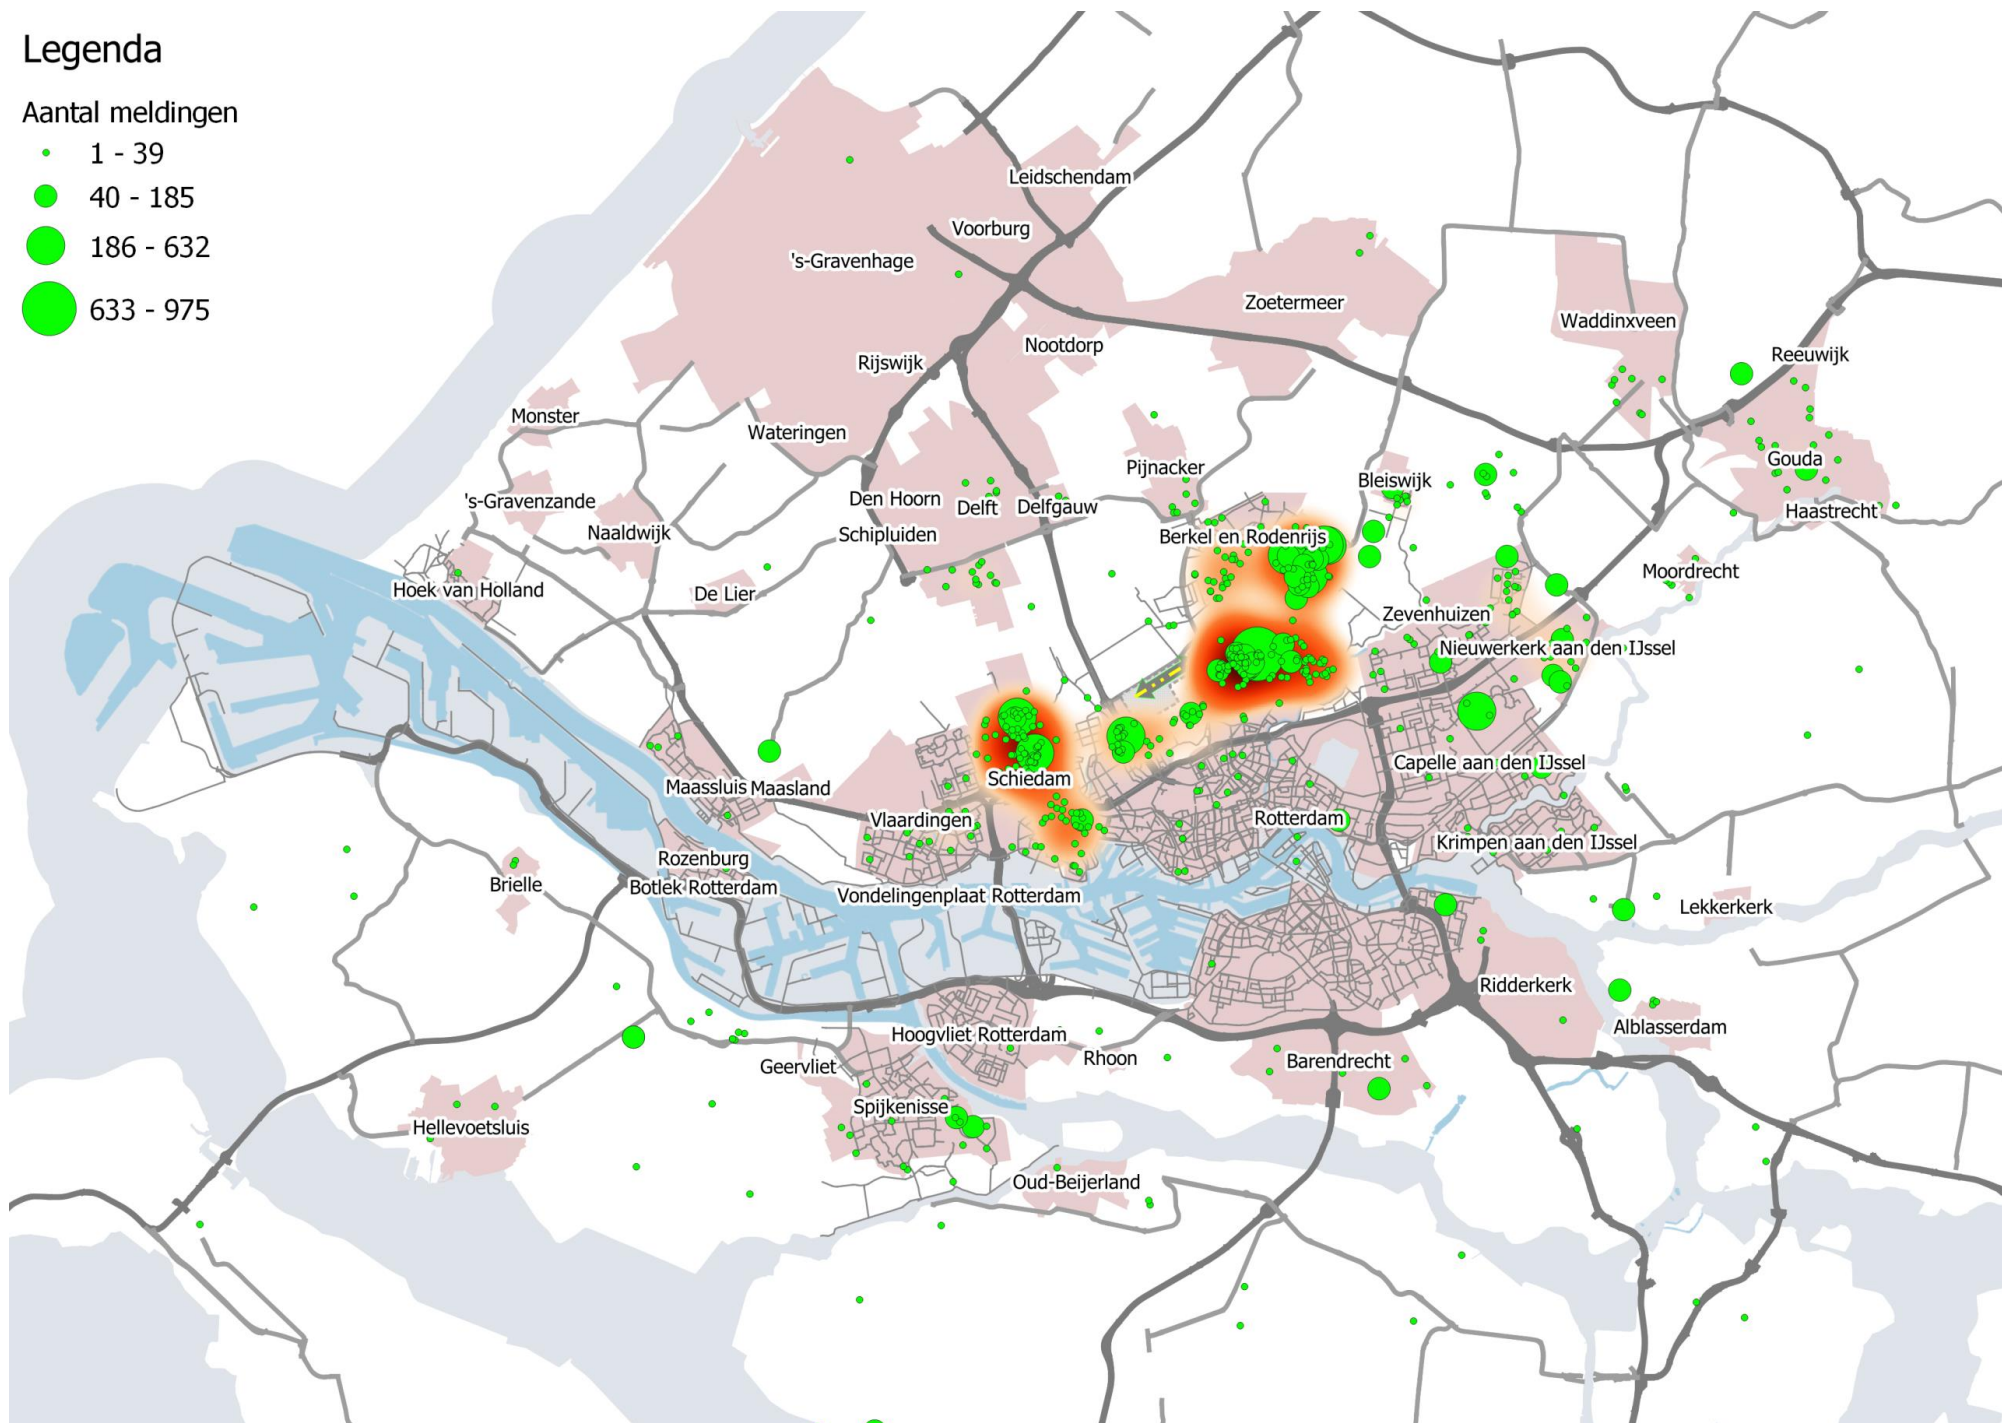 Legenda
Aantal meldingen
1 - 39
40 - 185
186 - 632
633 - 975
Leidschendam
Voorburg
's-Gravenhage
Zoetermeer
Waddinxveen
Nootdorp
Reeuwijk
Rijswijk
Monster
Wateringen
Gouda
Pijnacker
Bleiswijk
's-Gravenzande
Den Hoorn
Delft
Delfgauw
Haastrecht
Naaldwijk
Schipluiden
Berkel en Rodenrijs
Moordrecht
Hoek van Holland
De Lier
Zevenhuizen
Nieuwerkerk aan den IJssel
Capelle aan den IJssel
Schiedam
Maassluis
Maasland
Vlaardingen
Rotterdam
Krimpen aan den IJssel
Rozenburg
Brielle
Botlek Rotterdam
Vondelingenplaat Rotterdam
Lekkerkerk
Ridderkerk
Alblasserdam
Hoogvliet Rotterdam
Rhoon
Barendrecht
Geervliet
Spijkenisse
Hellevoetsluis
Oud-Beijerland